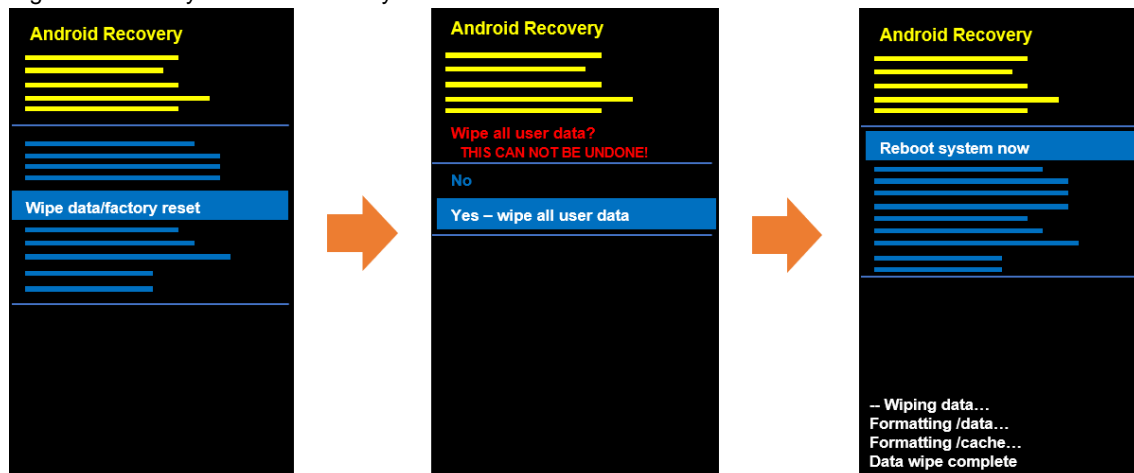 Android Recovery
Wipe data/factory reset
Android Recovery
Wipe all user data?
THIS CAN NOT BE UNDONE!
No
Yes – wipe all user data
Android Recovery
Reboot system now
-- Wiping data...
Formatting /data...
Formatting /cache...
Data wipe complete